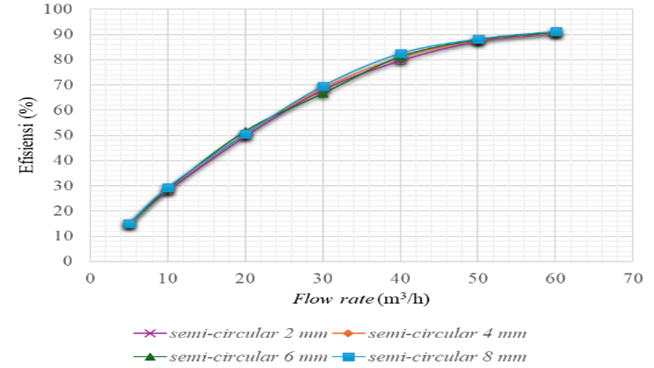 100
90
80
70
60
50
40
30
20
10
0
Efisiensi (%)
0 10 20 30 40 50 60 70
Flow rate (m³/h)
semi-circular 2 mm semi-circular 4 mm
semi-circular 6 mm semi-circular 8 mm